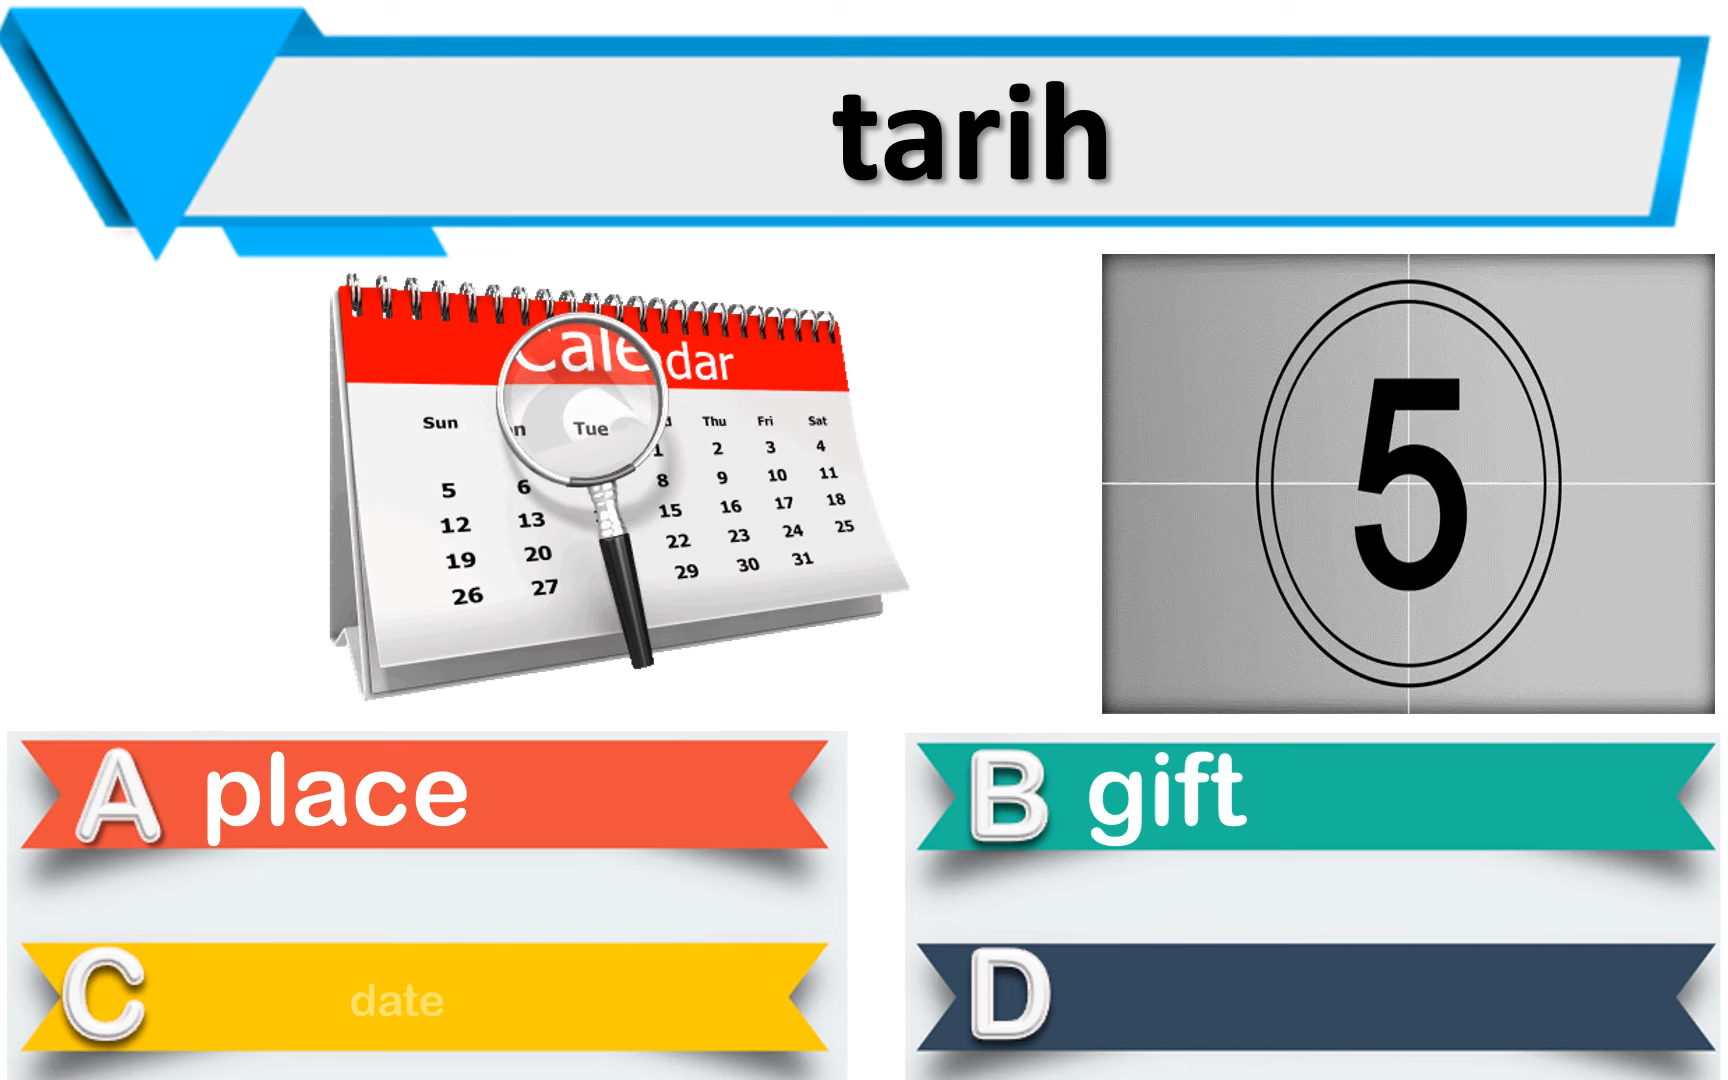 tarih
Calendar
Sun n Tue d Thu Fri Sat
1 2 3 4
5 6 8 9 10 11
12 13 15 16 17 18
19 20 22 23 24 25
26 27 29 30 31
5
A place
B gift
C date
D